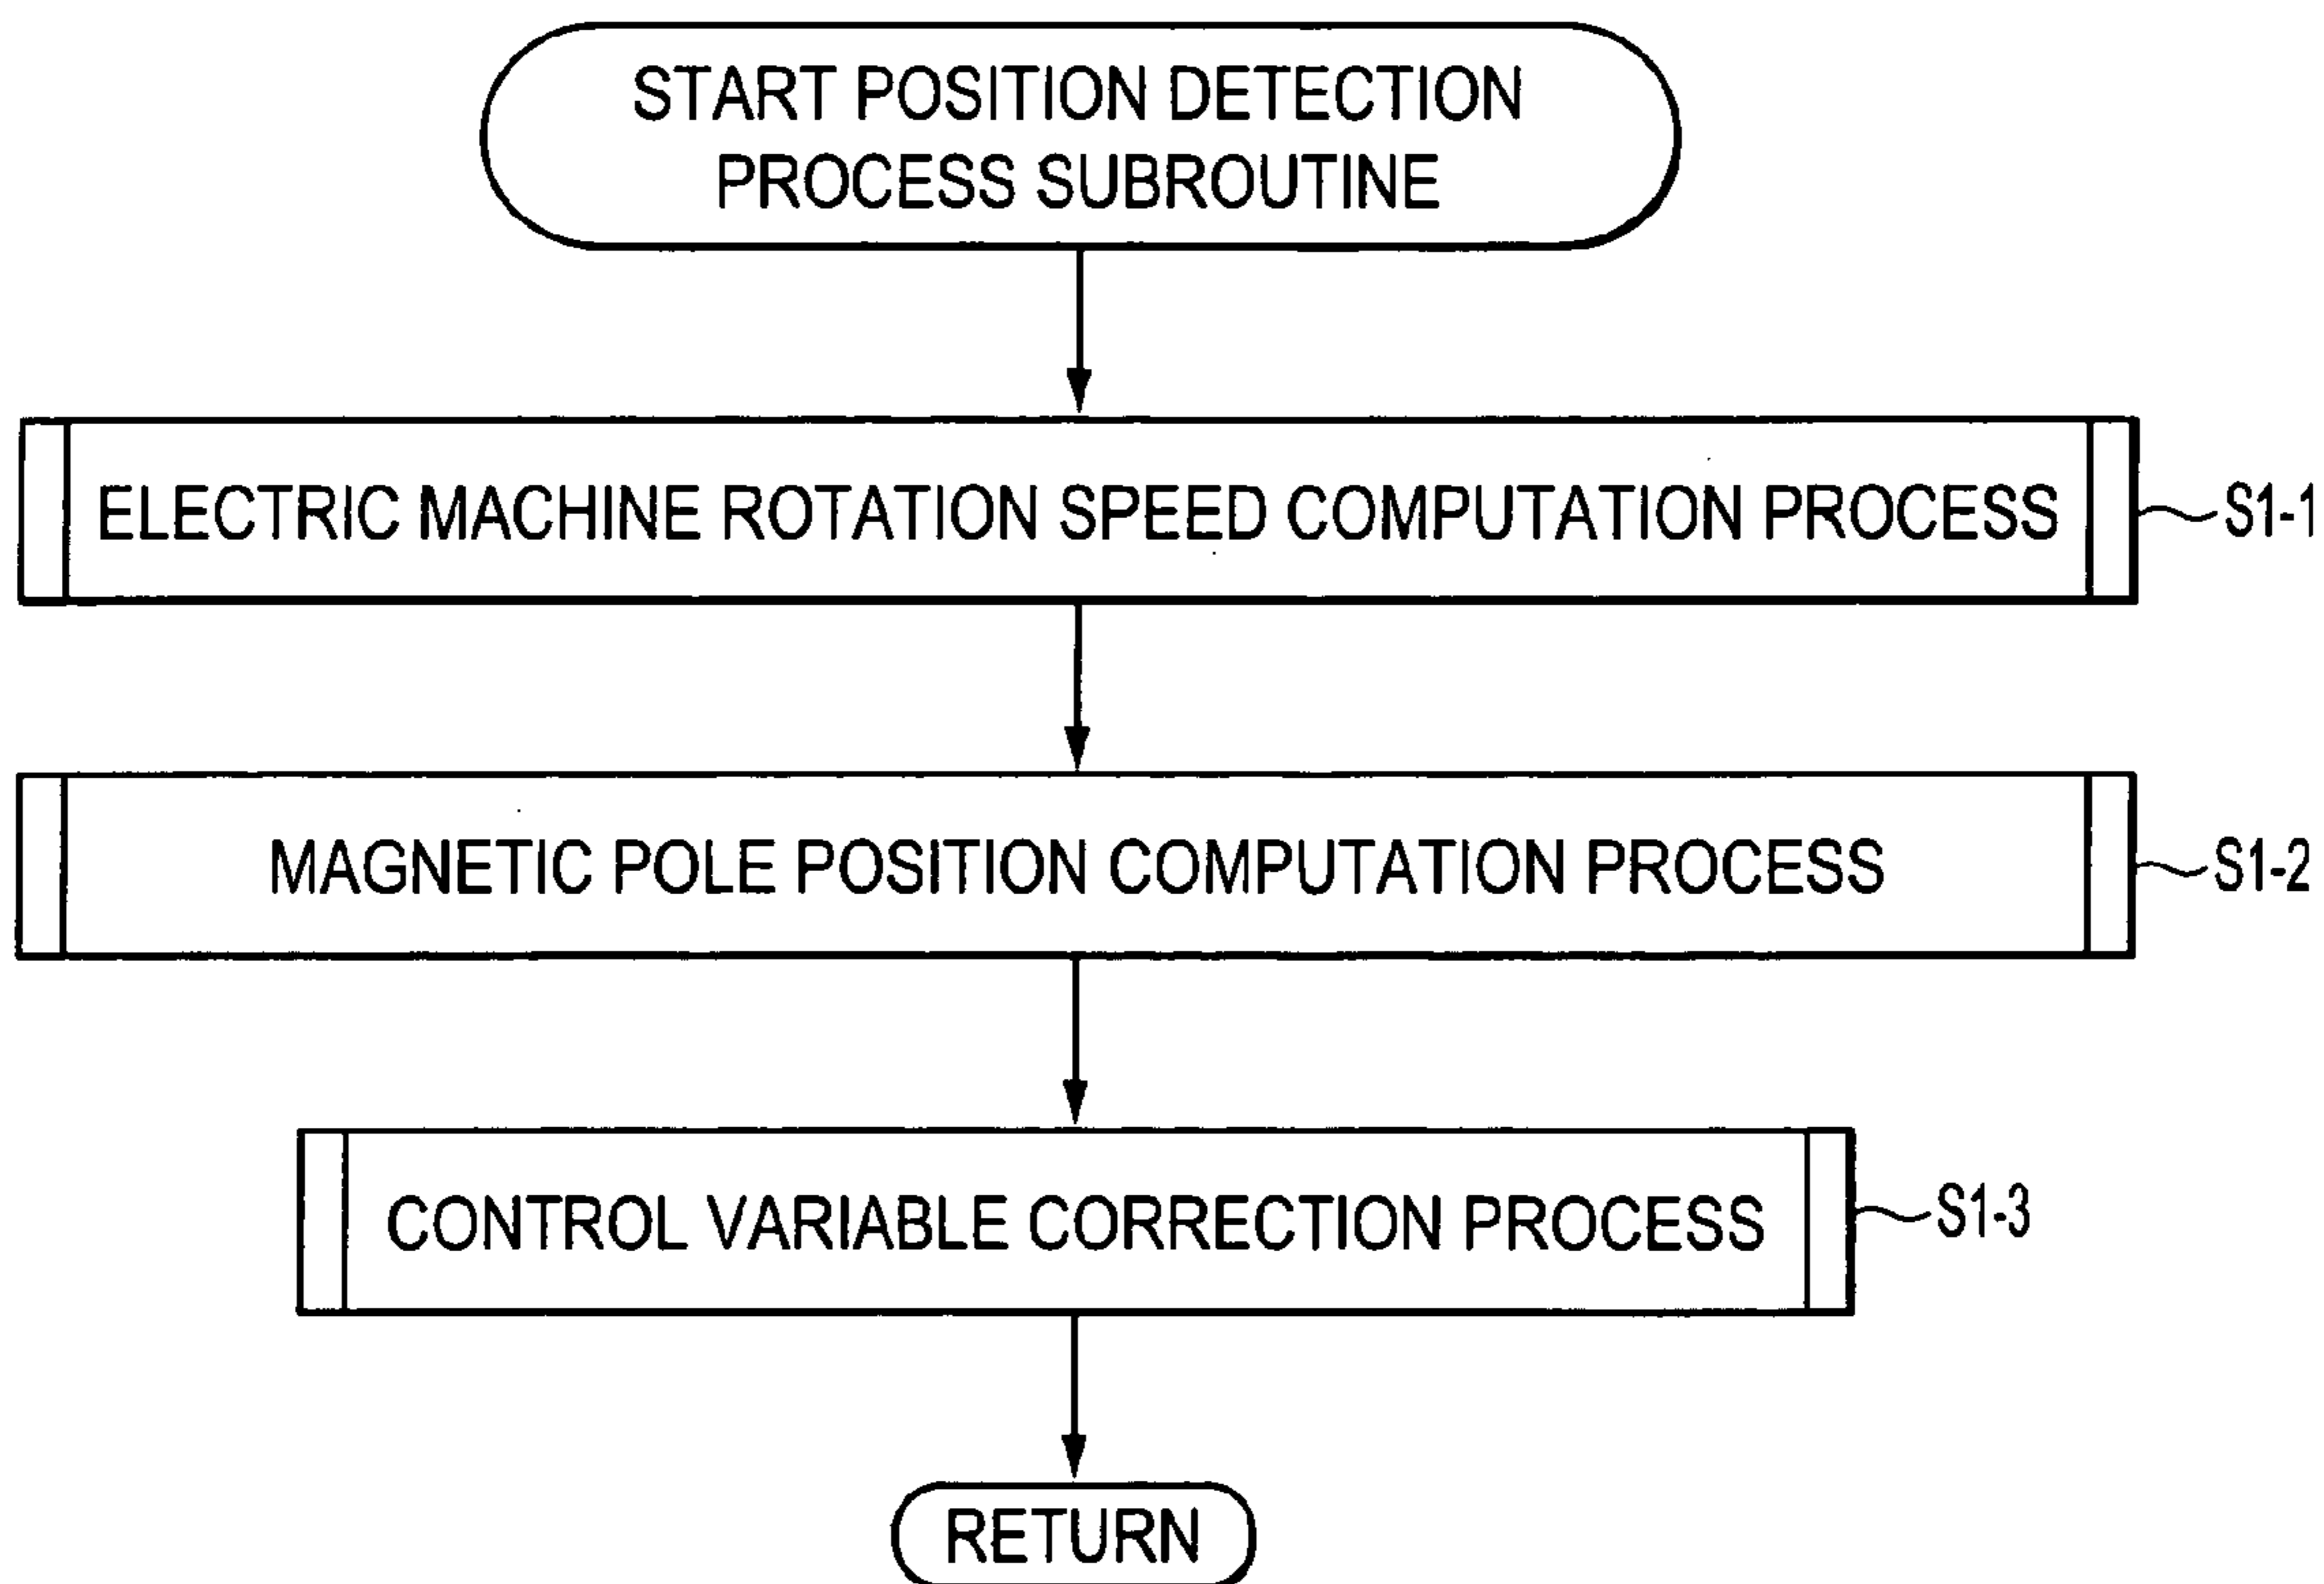 START POSITION DETECTION
PROCESS SUBROUTINE
ELECTRIC MACHINE ROTATION SPEED COMPUTATION PROCESS
S1-1
MAGNETIC POLE POSITION COMPUTATION PROCESS
S1-2
CONTROL VARIABLE CORRECTION PROCESS
S1-3
RETURN